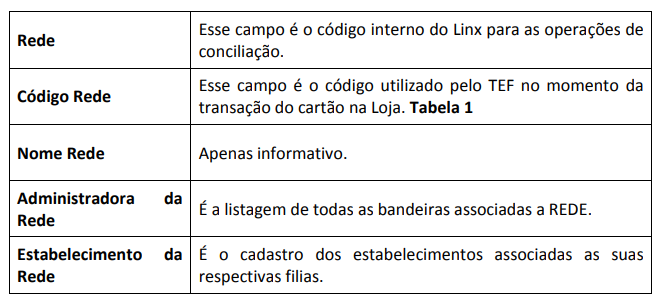 Rede
Esse campo é o código interno do Linx para as operações de
conciliação.
Código Rede
Esse campo é o código utilizado pelo TEF no momento da
transação do cartão na Loja. Tabela 1
Nome Rede
Apenas informativo.
Administradora da
Rede
É a listagem de todas as bandeiras associadas a REDE.
Estabelecimento da
Rede
É o cadastro dos estabelecimentos associadas as suas
respectivas filias.